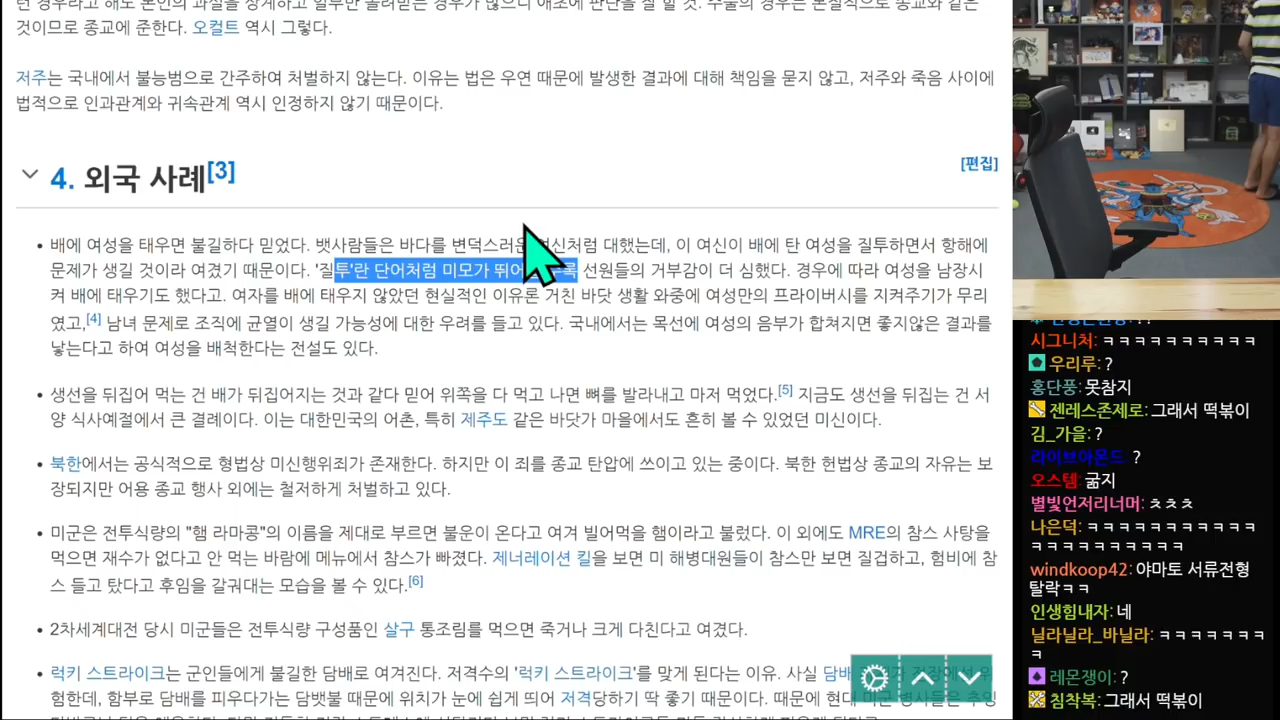 것이므로 종교에 준한다. 오컬트 역시 그렇다.
저주는 국내에서 불능범으로 간주하여 처벌하지 않는다. 이유는 법은 우연 때문에 발생한 결과에 대해 책임을 묻지 않고, 저주와 죽음 사이에
법적으로 인과관계와 귀속관계 역시 인정하지 않기 때문이다.
4. 외국 사례[3]
[편집]
• 배에 여성을 태우면 불길하다 믿었다. 뱃사람들은 바다를 변덕스러운 여신처럼 대했는데, 이 여신이 배에 탄 여성을 질투하면서 항해에
문제가 생길 것이라 여겼기 때문이다. '질투'란 단어처럼 미모가 선원들의 거부감이 더 심했다. 경우에 따라 여성을 남장시
켜 배에 태우기도 했다고. 여자를 배에 태우지 않았던 현실적인 이유론 거친 바닷 생활 와중에 여성만의 프라이버시를 지켜주기가 무리
였고,[4] 남녀 문제로 조직에 균열이 생길 가능성에 대한 우려를 들고 있다. 국내에서는 목선에 여성의 음부가 합쳐지면 좋지않은 결과를
낳는다고 하여 여성을 배척한다는 전설도 있다.
• 생선을 뒤집어 먹는 건 배가 뒤집어지는 것과 같다 믿어 위쪽을 다 먹고 나면 뼈를 발라내고 마저 먹었다.[5] 지금도 생선을 뒤집는 건 서
양 식사예절에서 큰 결례이다. 이는 대한민국의 어촌, 특히 제주도 같은 바닷가 마을에서도 흔히 볼 수 있었던 미신이다.
• 북한에서는 공식적으로 형법상 미신행위죄가 존재한다. 하지만 이 죄를 종교 탄압에 쓰이고 있는 중이다. 북한 헌법상 종교의 자유는 보
장되지만 어용 종교 행사 외에는 철저하게 처벌하고 있다.
• 미군은 전투식량의 "햄 라마콩"의 이름을 제대로 부르면 불운이 온다고 여겨 빌어먹을 햄이라고 불렀다. 이 외에도 MRE의 참스 사탕을
먹으면 재수가 없다고 안 먹는 바람에 메뉴에서 참스가 빠졌다. 제너레이션 킬을 보면 미 해병대원들이 참스만 보면 질겁하고, 험비에 참
스 들고 탔다고 후임을 갈궈대는 모습을 볼 수 있다.[6]
• 2차세계대전 당시 미군들은 전투식량 구성품인 살구 통조림을 먹으면 죽거나 크게 다친다고 여겼다.
• 럭키 스트라이크는 군인들에게 불길한 담배로 여겨진다. 저격수의 '럭키 스트라이크'를 맞게 된다는 이유. 사실
험한데, 함부로 담배를 피우다가는 담뱃불 때문에 위치가 눈에 쉽게 띄어 저격당하기 딱 좋기 때문이다. 때문에
시그니처: ㅋㅋㅋㅋㅋㅋㅋㅋㅋㅋ
우리루: ?
홍단풍: 못참지
젠레스존제로: 그래서 떡볶이
김_가을: ?
라이브아몬드: ?
오스템: 굶지
별빛언저리너머: ㅊㅊㅊ
나은덕: ㅋㅋㅋㅋㅋㅋㅋㅋㅋㅋㅋ
ㅋㅋㅋㅋㅋㅋㅋㅋㅋㅋ
windkoop42: 야마토 서류전형
탈락ㅋㅋ
인생힘내자: 네
닐라닐라_바닐라: ㅋㅋㅋㅋㅋㅋㅋ
ㅋ
레몬쟁이: ?
침착복: 그래서 떡볶이